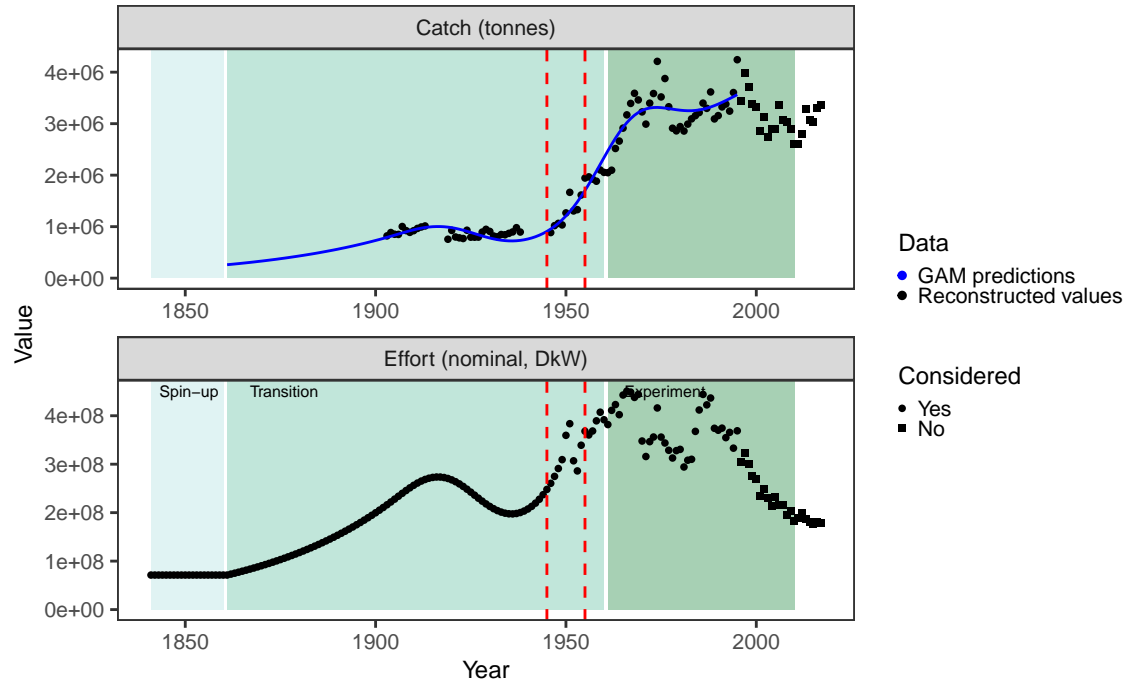 Catch (tonnes)
4e+06
3e+06
2e+06
1e+06
0e+00
1850 1900 1950 2000
Value
Effort (nominal, DkW)
Spin−up Transition Experiment
4e+08
3e+08
2e+08
1e+08
0e+00
1850 1900 1950 2000
Year
Data
GAM predictions
Reconstructed values
Considered
Yes
No